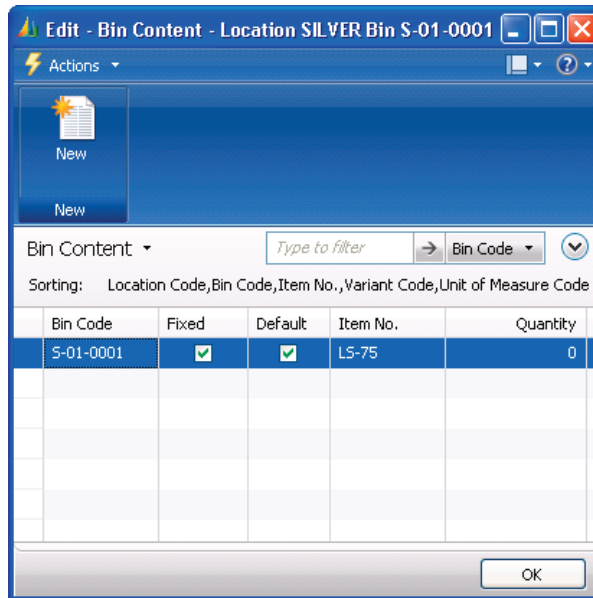 Edit - Bin Content - Location SILVER Bin S-01-0001
Actions
New
New
Bin Content
Type to filter
Bin Code
Sorting: Location Code,Bin Code,Item No.,Variant Code,Unit of Measure Code
Bin Code Fixed Default Item No. Quantity
S-01-0001 LS-75 0
OK